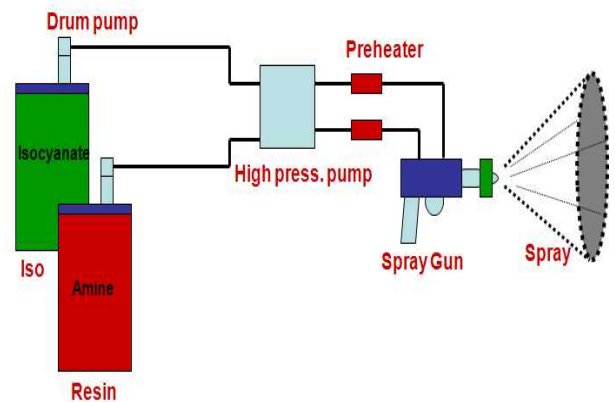 Drum pump
Preheater
Isocyanate
High press. pump
Iso
Amine
Spray Gun
Spray
Resin